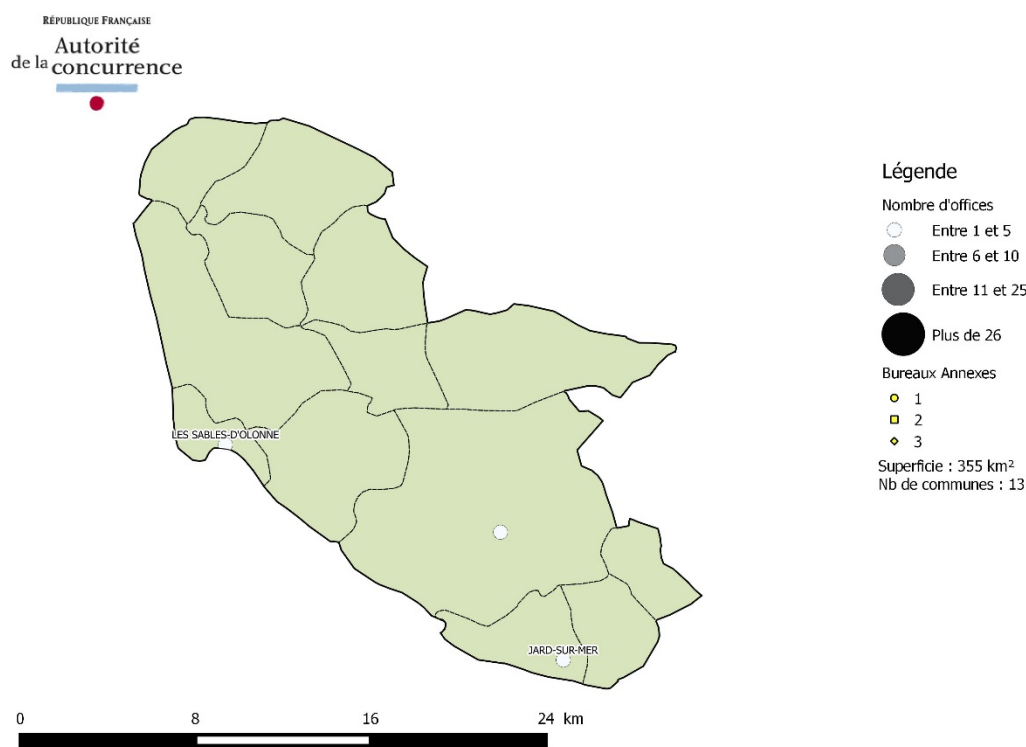 RÉPUBLIQUE FRANÇAISE
Autorité
de la concurrence
Légende
Nombre d'offices
Entre 1 et 5
Entre 6 et 10
Entre 11 et 25
Plus de 26
Bureaux Annexes
1
2
3
Superficie : 355 km²
Nb de communes : 13
LES SABLES-D'OLONNE
JARD-SUR-MER
0 8 16 24 km